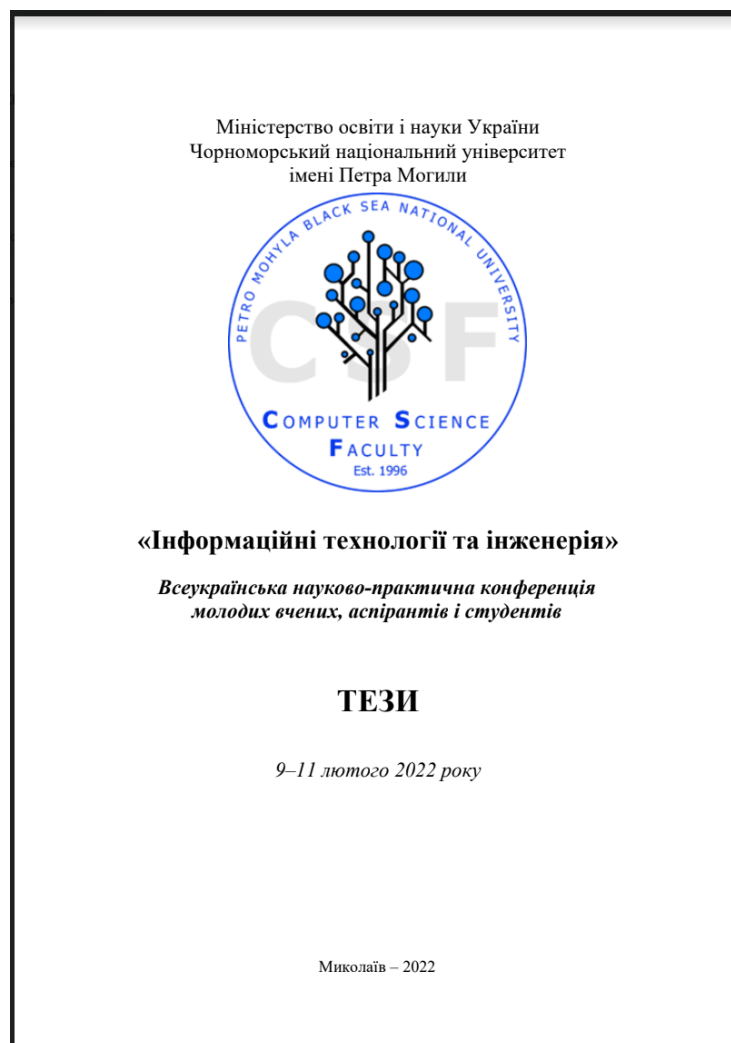 Міністерство освіти і науки України
Чорноморський національний університет
імені Петра Могили
PETRO MOHYLA BLACK SEA NATIONAL UNIVERSITY
CSF
COMPUTER SCIENCE
FACULTY
Est. 1996
«Інформаційні технології та інженерія»
Всеукраїнська науково-практична конференція
молодих вчених, аспірантів і студентів
ТЕЗИ
9–11 лютого 2022 року
Миколаїв – 2022